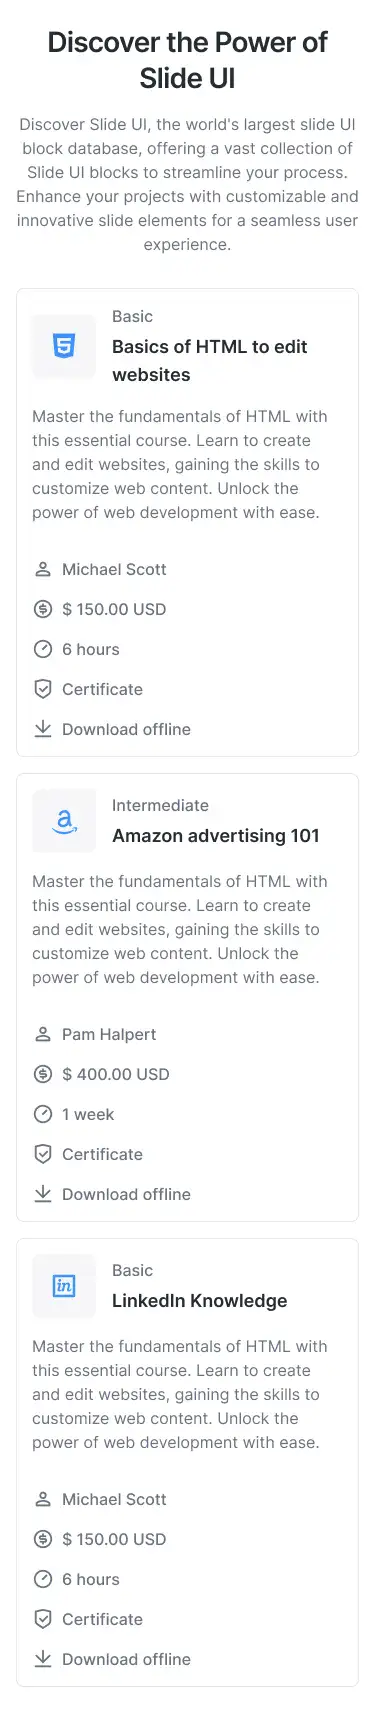 Discover the Power of
Slide UI
Discover Slide UI, the world's largest slide UI
block database, offering a vast collection of
Slide UI blocks to streamline your process.
Enhance your projects with customizable and
innovative slide elements for a seamless user
experience.
Basic
Basics of HTML to edit
websites
Master the fundamentals of HTML with
this essential course. Learn to create
and edit websites, gaining the skills to
customize web content. Unlock the
power of web development with ease.
Michael Scott
$ 150.00 USD
6 hours
Certificate
Download offline
Intermediate
Amazon advertising 101
Master the fundamentals of HTML with
this essential course. Learn to create
and edit websites, gaining the skills to
customize web content. Unlock the
power of web development with ease.
Pam Halpert
$ 400.00 USD
1 week
Certificate
Download offline
in
Basic
LinkedIn Knowledge
Master the fundamentals of HTML with
this essential course. Learn to create
and edit websites, gaining the skills to
customize web content. Unlock the
power of web development with ease.
Michael Scott
$ 150.00 USD
6 hours
Certificate
Download offline